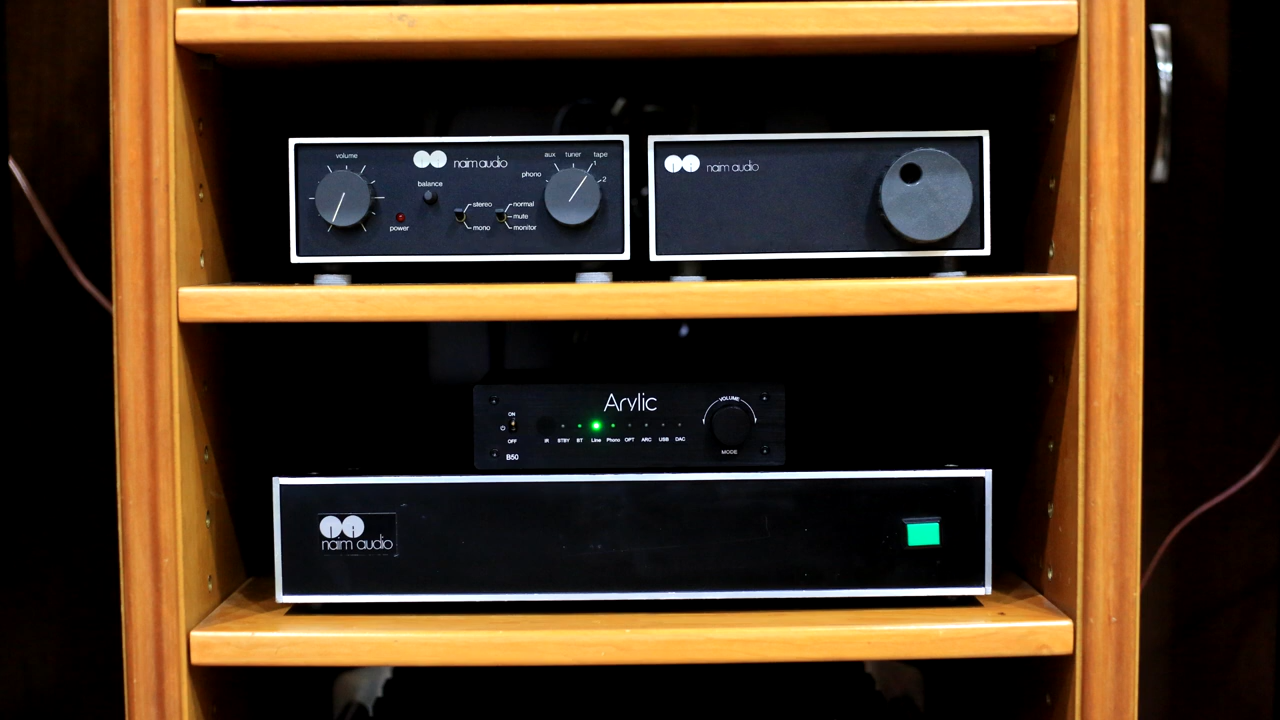 volume
naim audio
balance
power
stereo
mono
normal
mute
monitor
aux tuner tape
phono 1
2
naim audio
Arylic
ON
OFF
B50
IR STBY BT Line Phono OPT ARC USB DAC
VOLUME
MODE
naim audio